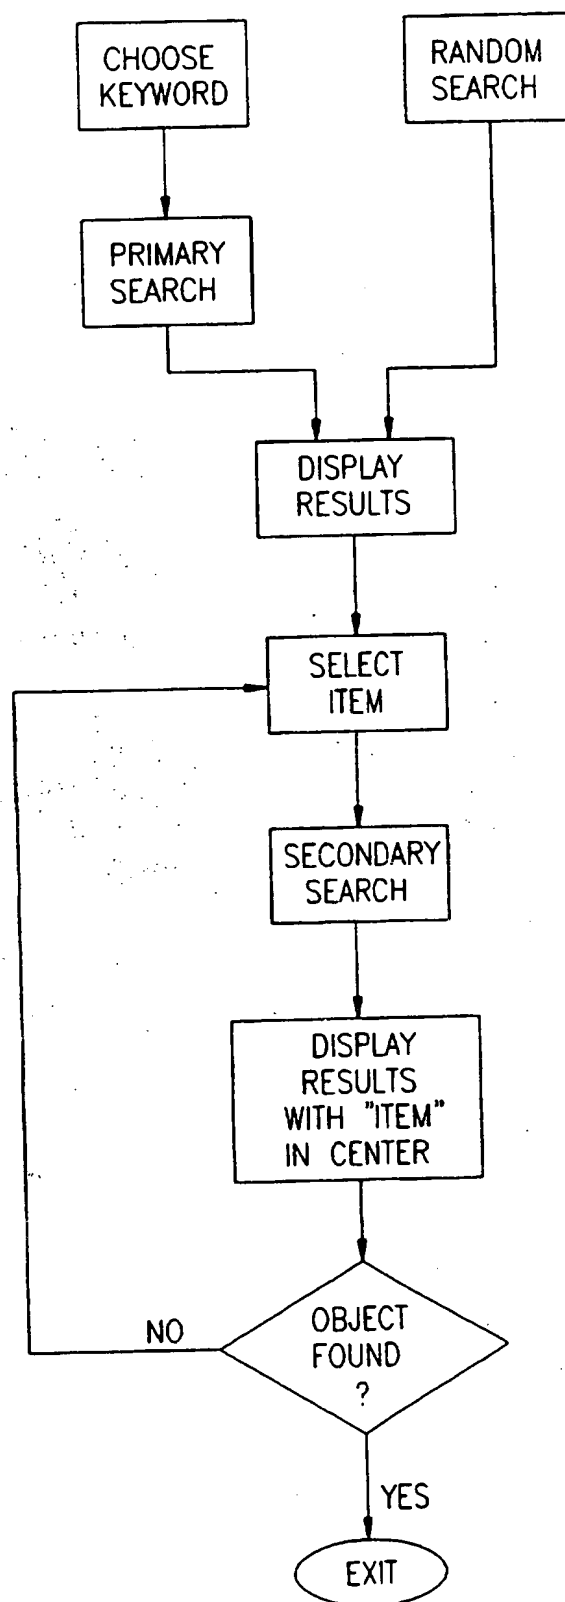 CHOOSE
KEYWORD
RANDOM
SEARCH
PRIMARY
SEARCH
DISPLAY
RESULTS
SELECT
ITEM
SECONDARY
SEARCH
DISPLAY
RESULTS
WITH "ITEM"
IN CENTER
OBJECT
FOUND
?
NO
YES
EXIT